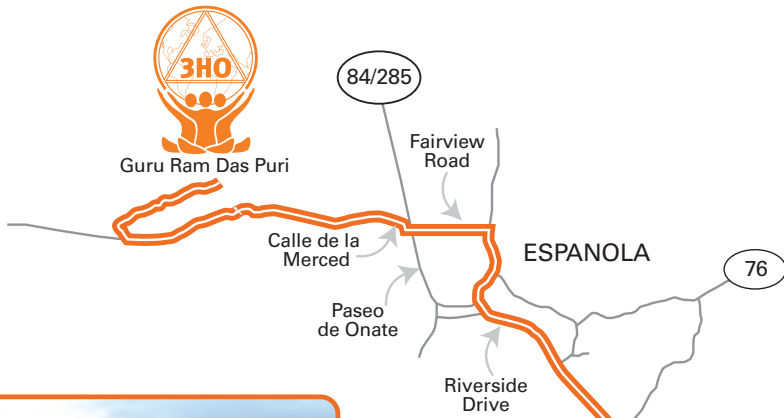 3HO
Guru Ram Das Puri
84/285
Fairview
Road
Calle de la
Merced
ESPANOLA
76
Paseo
de Onate
Riverside
Drive